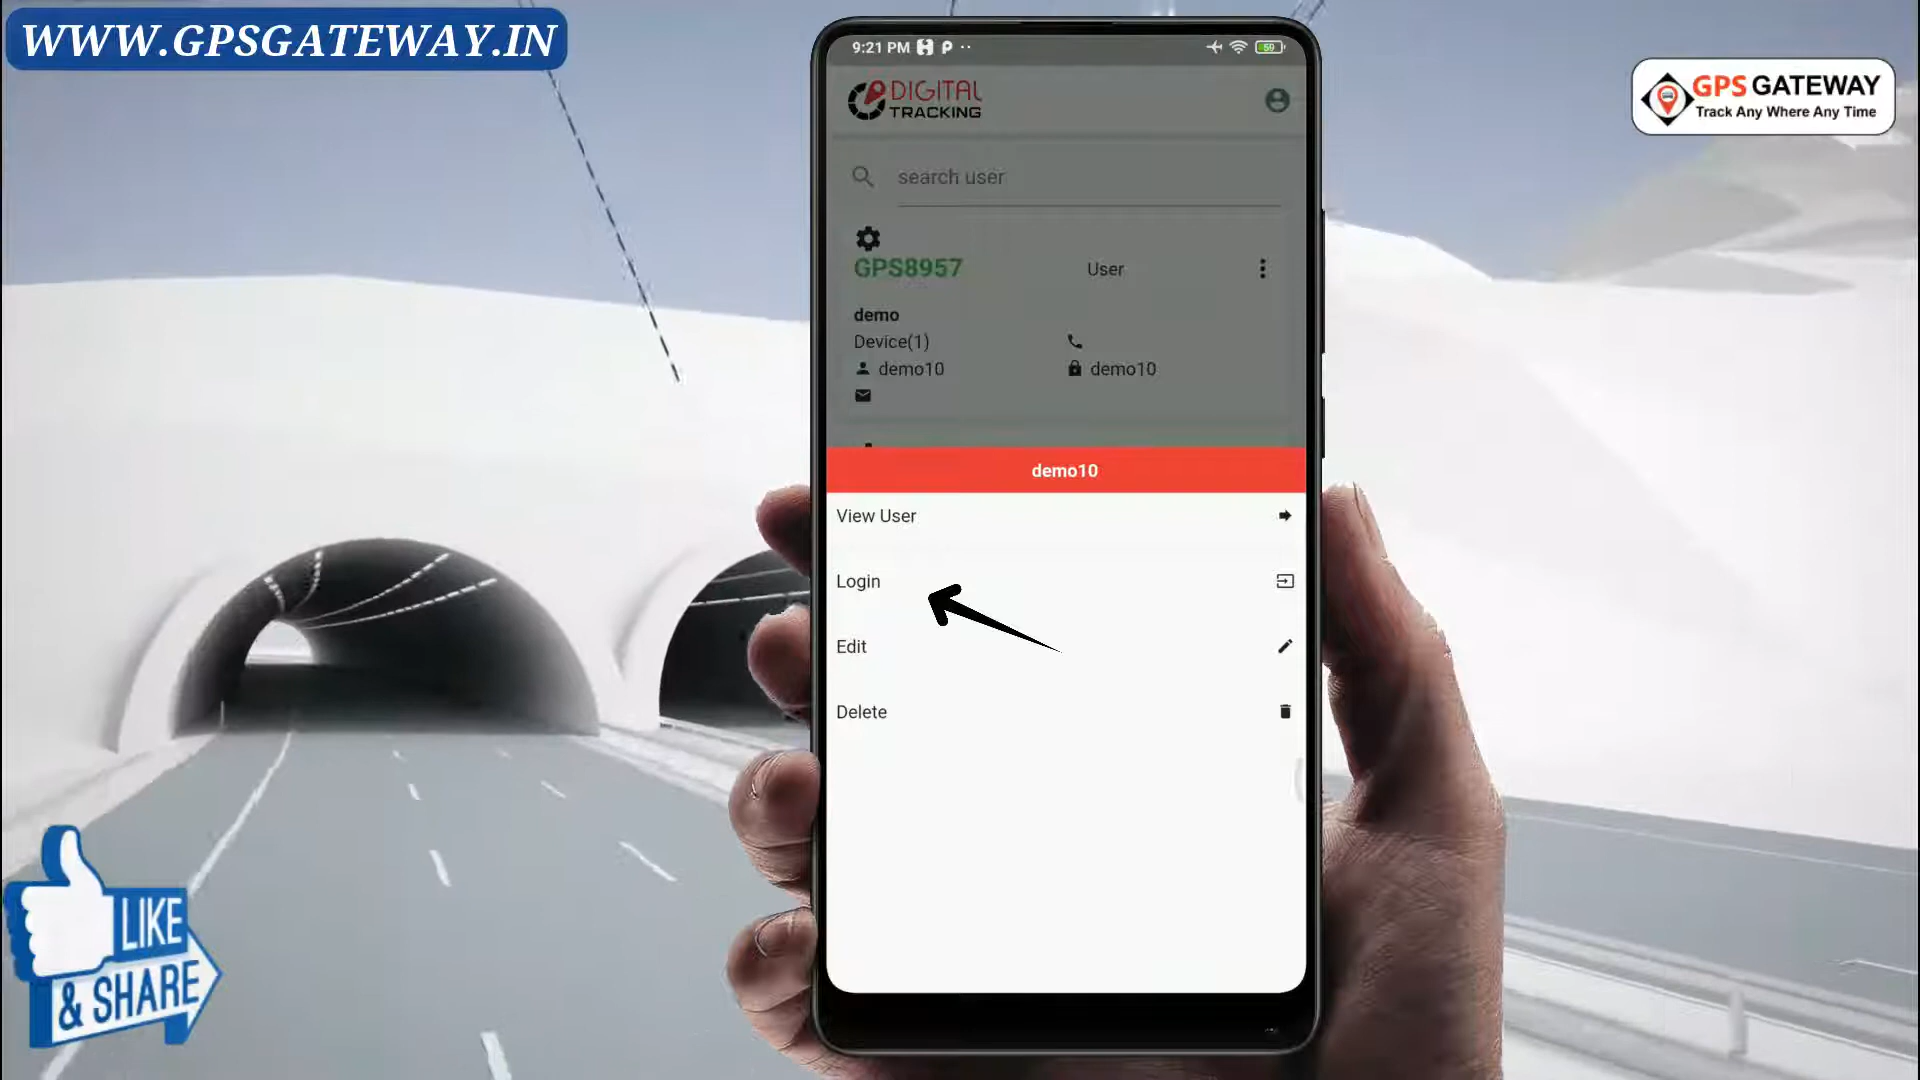 WWW.GPSGATEWAY.IN
GPS GATEWAY
Track Any Where Any Time
9:21 PM
59
DIGITAL
TRACKING
search user
GPS8957
User
demo
Device(1)
demo10
demo10
demo10
View User
Login
Edit
Delete
LIKE
& SHARE